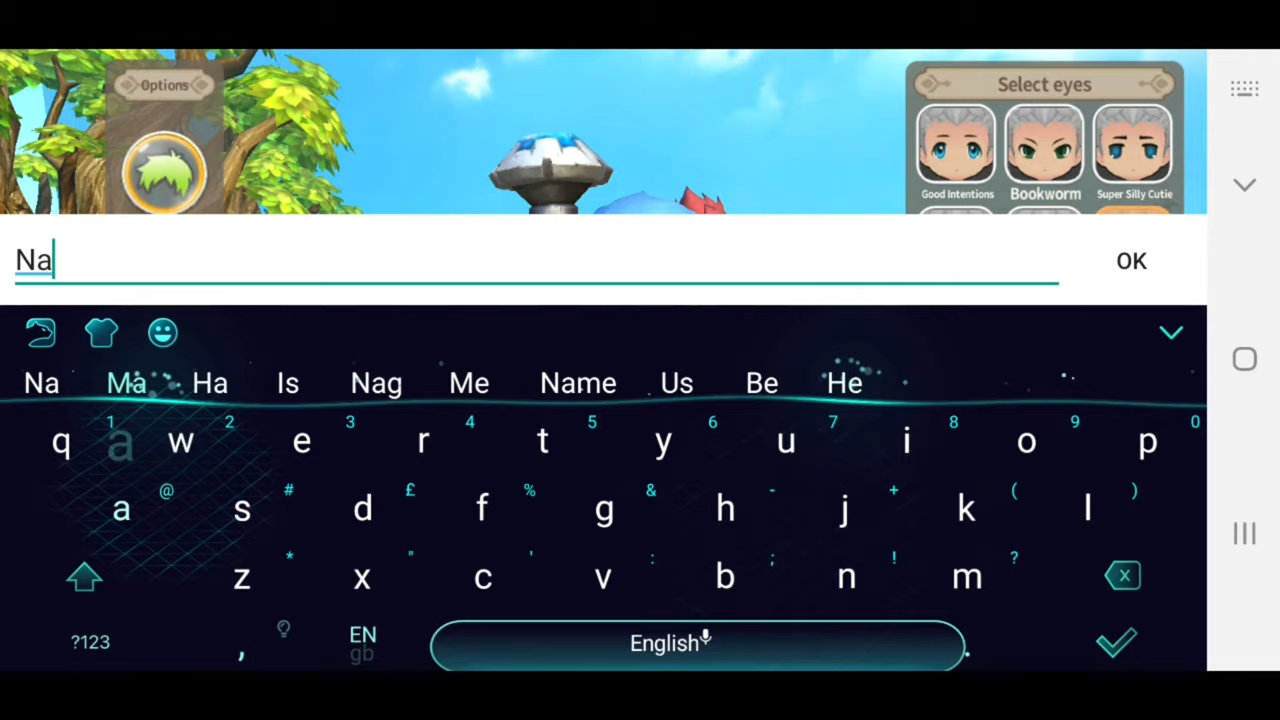 Options
Select eyes
Good Intentions Bookworm Super Silly Cutie
Na
OK
Na Ma Ha Is Nag Me Name Us Be He
1 2 3 4 5 6 7 8 9 0
q a w e r t y u i o p
@ # £ % & - + ( )
a s d f g h j k l
* " ' : ; ! ?
z x c v b n m
?123 , EN gb English .